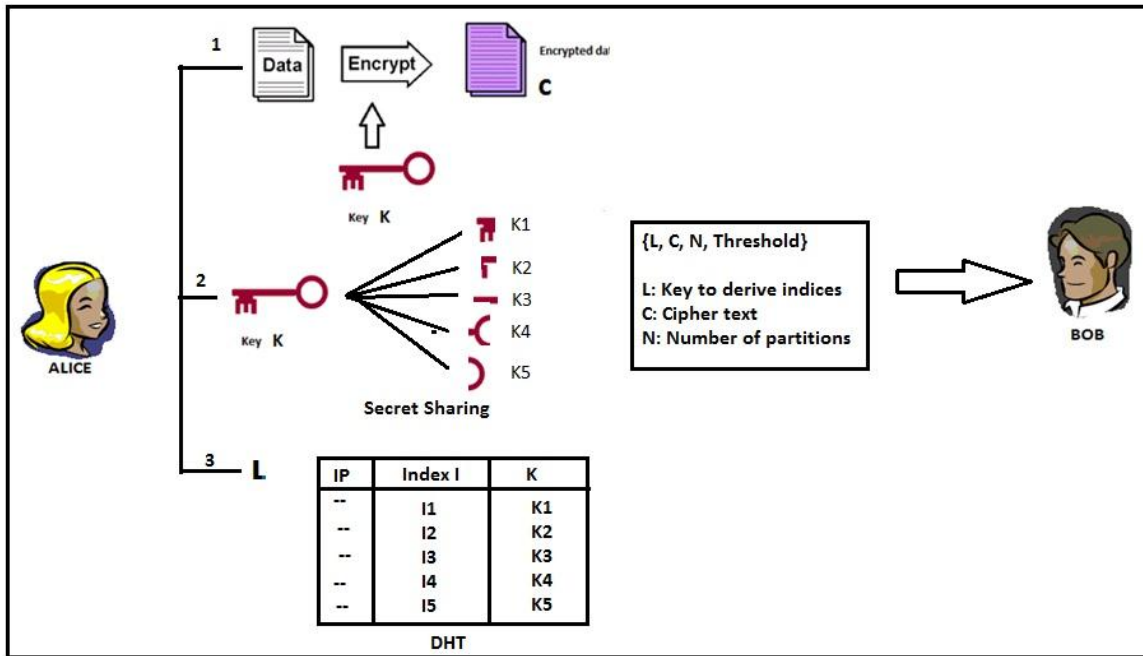 1
Data
Encrypt
Encrypted dat
C
Key K
K1
K2
K3
K4
K5
2
Key K
Secret Sharing
ALICE
{L, C, N, Threshold}
L: Key to derive indices
C: Cipher text
N: Number of partitions
BOB
3
L
IP Index I K
-- I1 K1
-- I2 K2
-- I3 K3
-- I4 K4
-- I5 K5
DHT